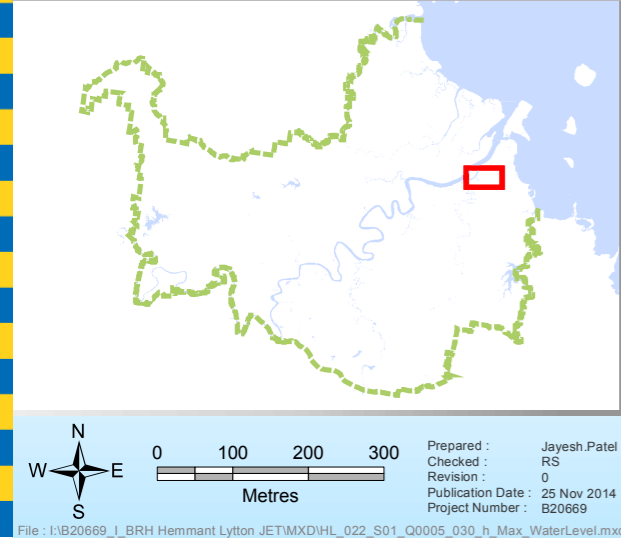 N
W E
S
0 100 200 300
Metres
Prepared : Jayesh.Patel
Checked : RS
Revision : 0
Publication Date : 25 Nov 2014
Project Number : B20669
File : I:\B20669_I_BRH Hemmant Lytton JET\MXD\HL_022_S01_Q0005_030_h_Max_WaterLevel.mxd